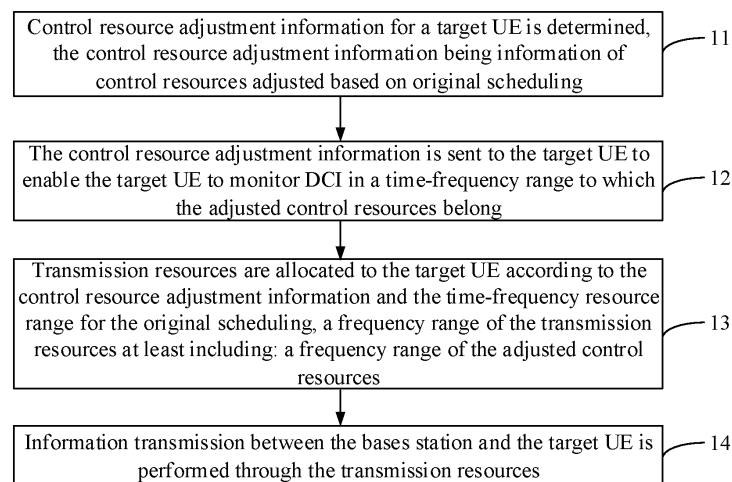 Control resource adjustment information for a target UE is determined,
the control resource adjustment information being information of
control resources adjusted based on original scheduling
11
The control resource adjustment information is sent to the target UE to
enable the target UE to monitor DCI in a time-frequency range to which
the adjusted control resources belong
12
Transmission resources are allocated to the target UE according to the
control resource adjustment information and the time-frequency resource
range for the original scheduling, a frequency range of the transmission
resources at least including: a frequency range of the adjusted control
resources
13
Information transmission between the bases station and the target UE is
performed through the transmission resources
14